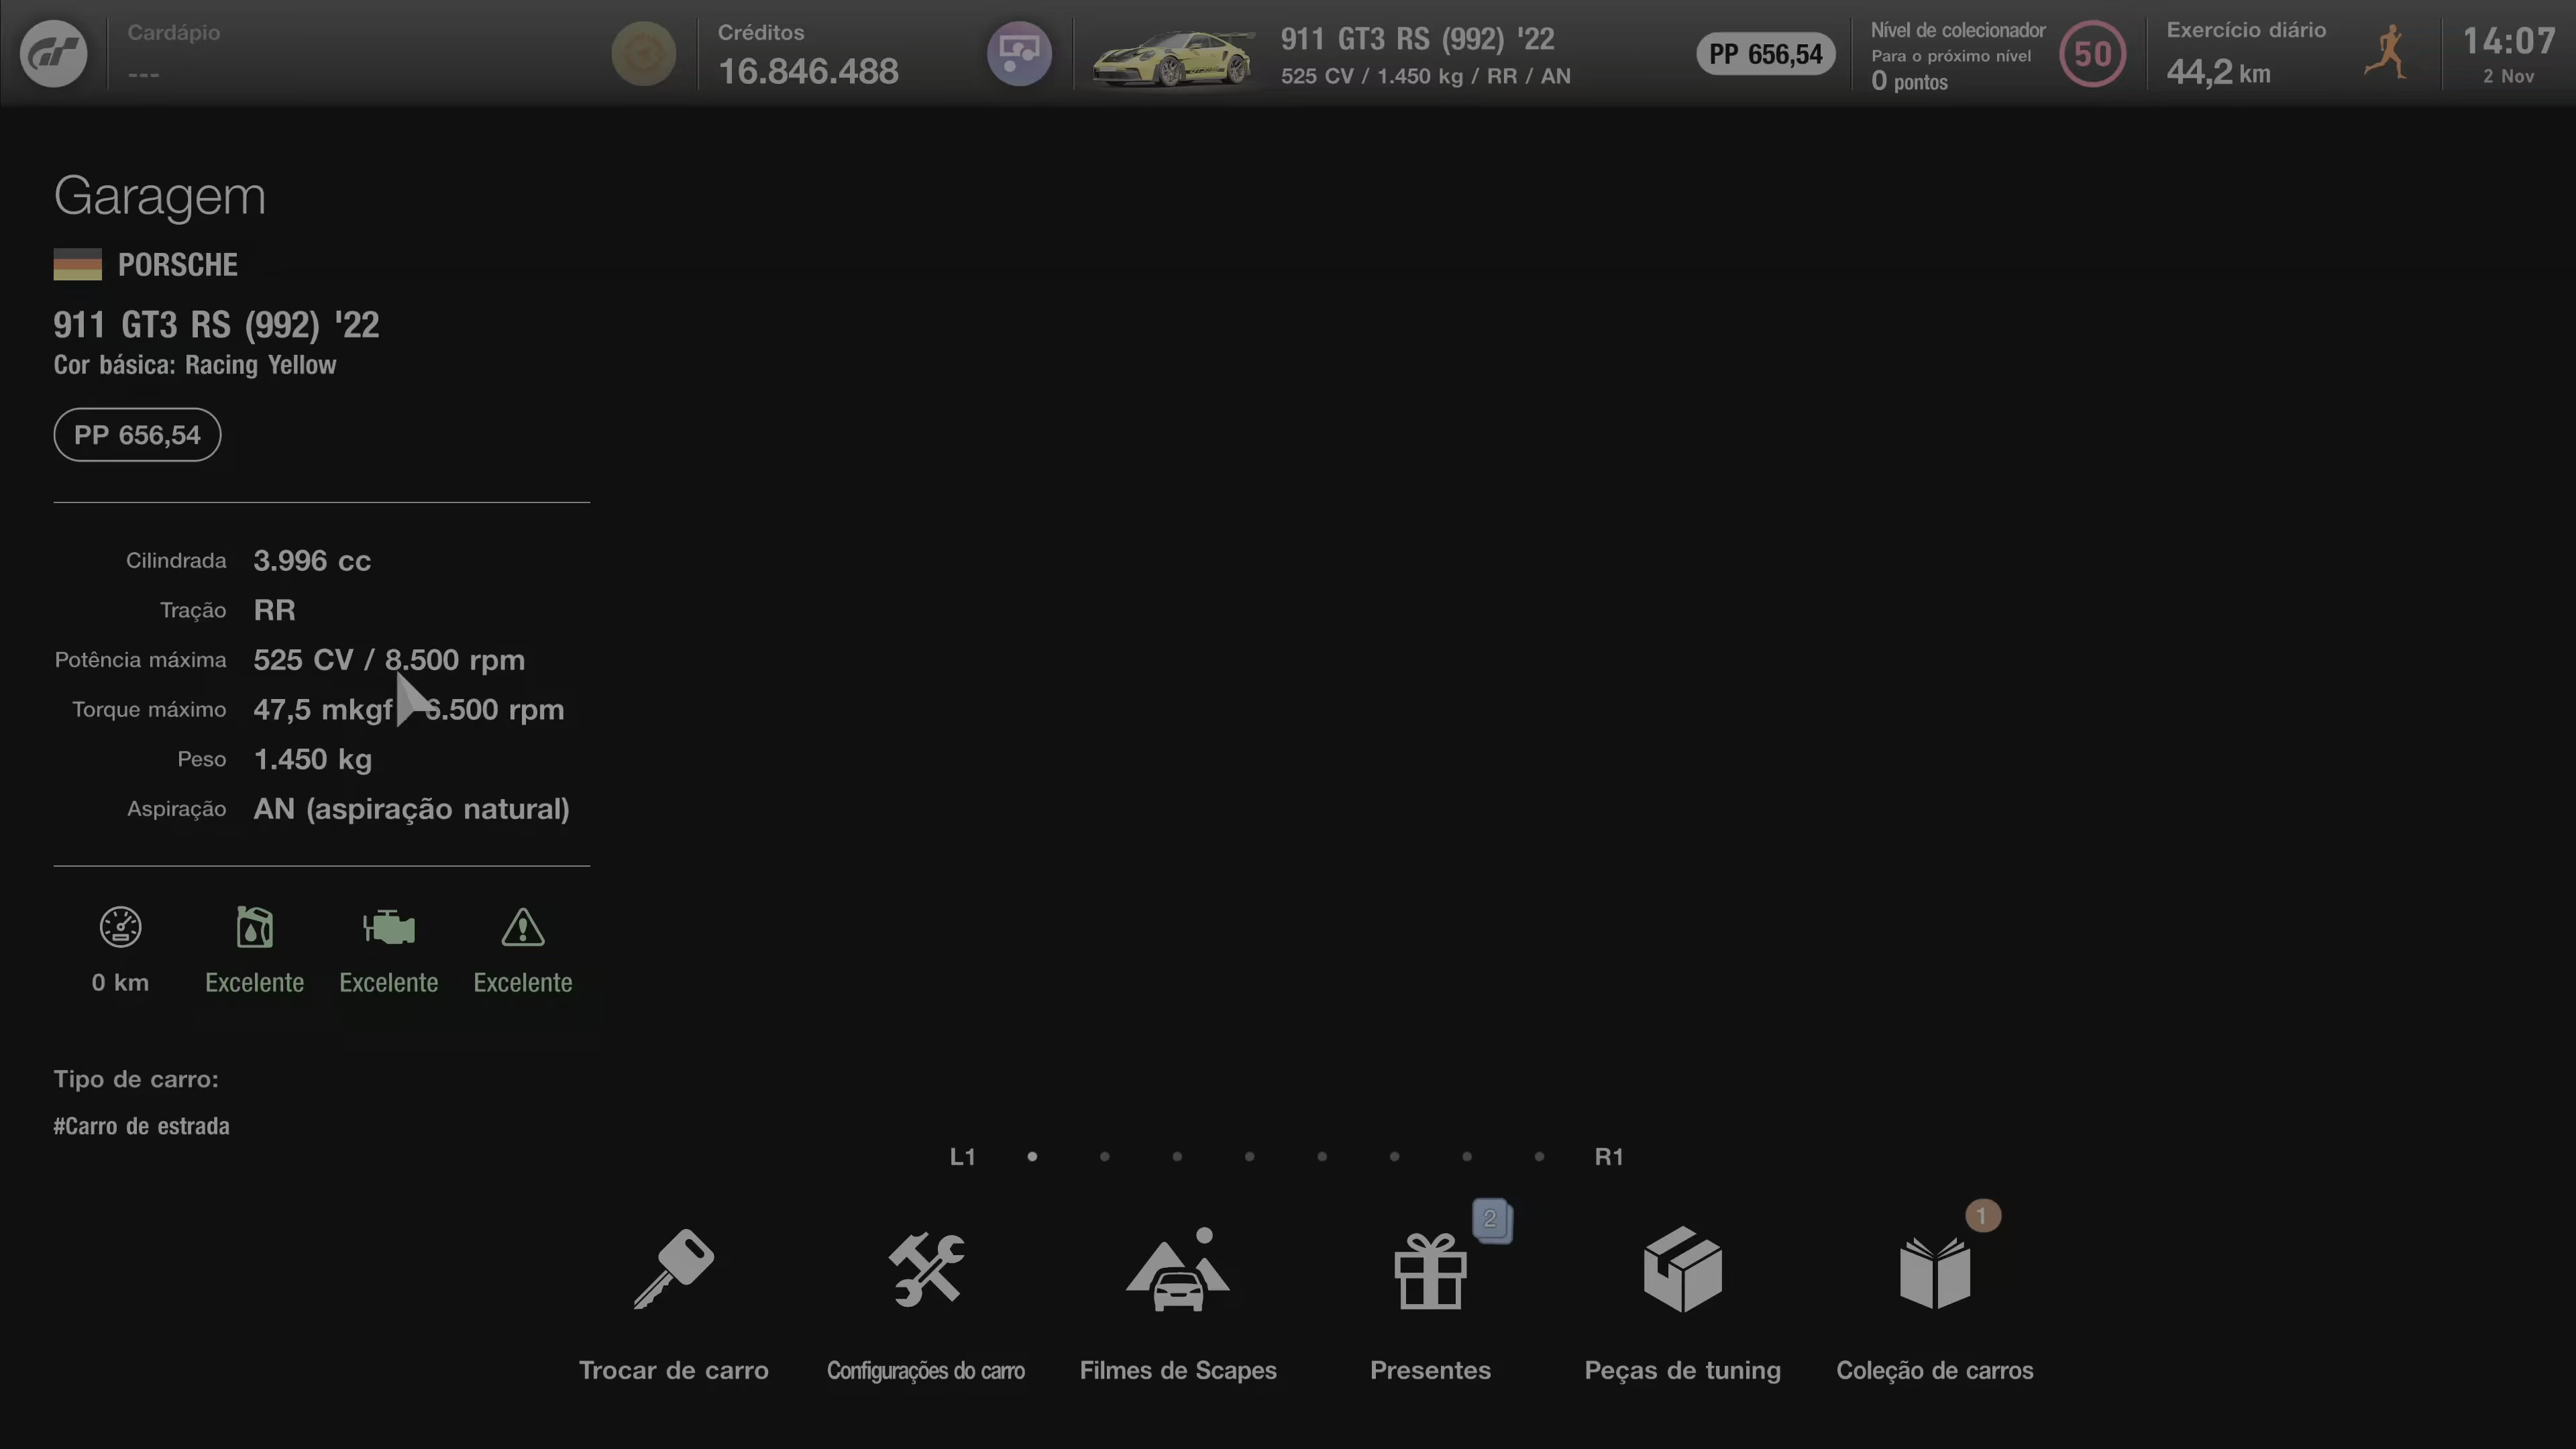 Cardápio
---
Créditos
16.846.488
911 GT3 RS (992) '22
525 CV / 1.450 kg / RR / AN
PP 656,54
Nível de colecionador
Para o próximo nível
0 pontos
50
Exercício diário
44,2 km
14:07
2 Nov
Garagem
PORSCHE
911 GT3 RS (992) '22
Cor básica: Racing Yellow
PP 656,54
Cilindrada 3.996 cc
Tração RR
Potência máxima 525 CV / 8.500 rpm
Torque máximo 47,5 mkgf 6.500 rpm
Peso 1.450 kg
Aspiração AN (aspiração natural)
0 km Excelente Excelente Excelente
Tipo de carro:
#Carro de estrada
L1 R1
2
1
Trocar de carro
Configurações do carro
Filmes de Scapes
Presentes
Peças de tuning
Coleção de carros